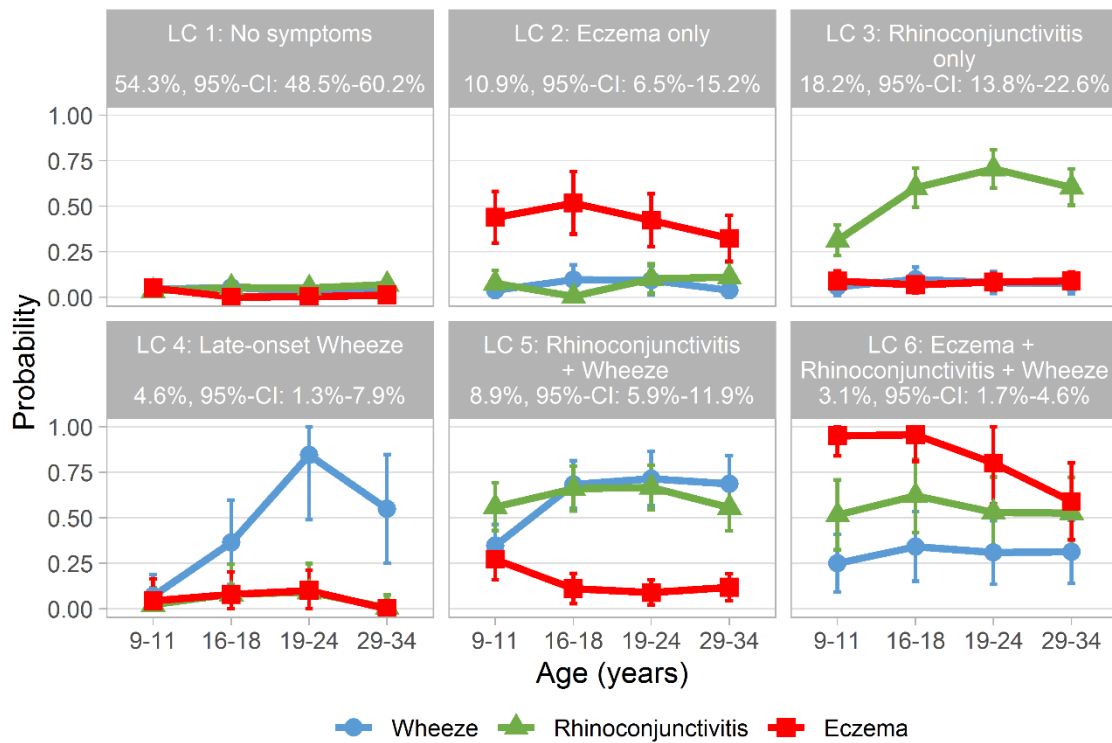 LC 1: No symptoms
54.3%, 95%-CI: 48.5%-60.2%
LC 2: Eczema only
10.9%, 95%-CI: 6.5%-15.2%
LC 3: Rhinoconjunctivitis
only
18.2%, 95%-CI: 13.8%-22.6%
1.00
0.75
0.50
0.25
0.00
LC 4: Late-onset Wheeze
4.6%, 95%-CI: 1.3%-7.9%
LC 5: Rhinoconjunctivitis
+ Wheeze
8.9%, 95%-CI: 5.9%-11.9%
LC 6: Eczema +
Rhinoconjunctivitis + Wheeze
3.1%, 95%-CI: 1.7%-4.6%
1.00
0.75
0.50
0.25
0.00
Probability
9-11 16-18 19-24 29-34
9-11 16-18 19-24 29-34
9-11 16-18 19-24 29-34
Age (years)
Wheeze Rhinoconjunctivitis Eczema